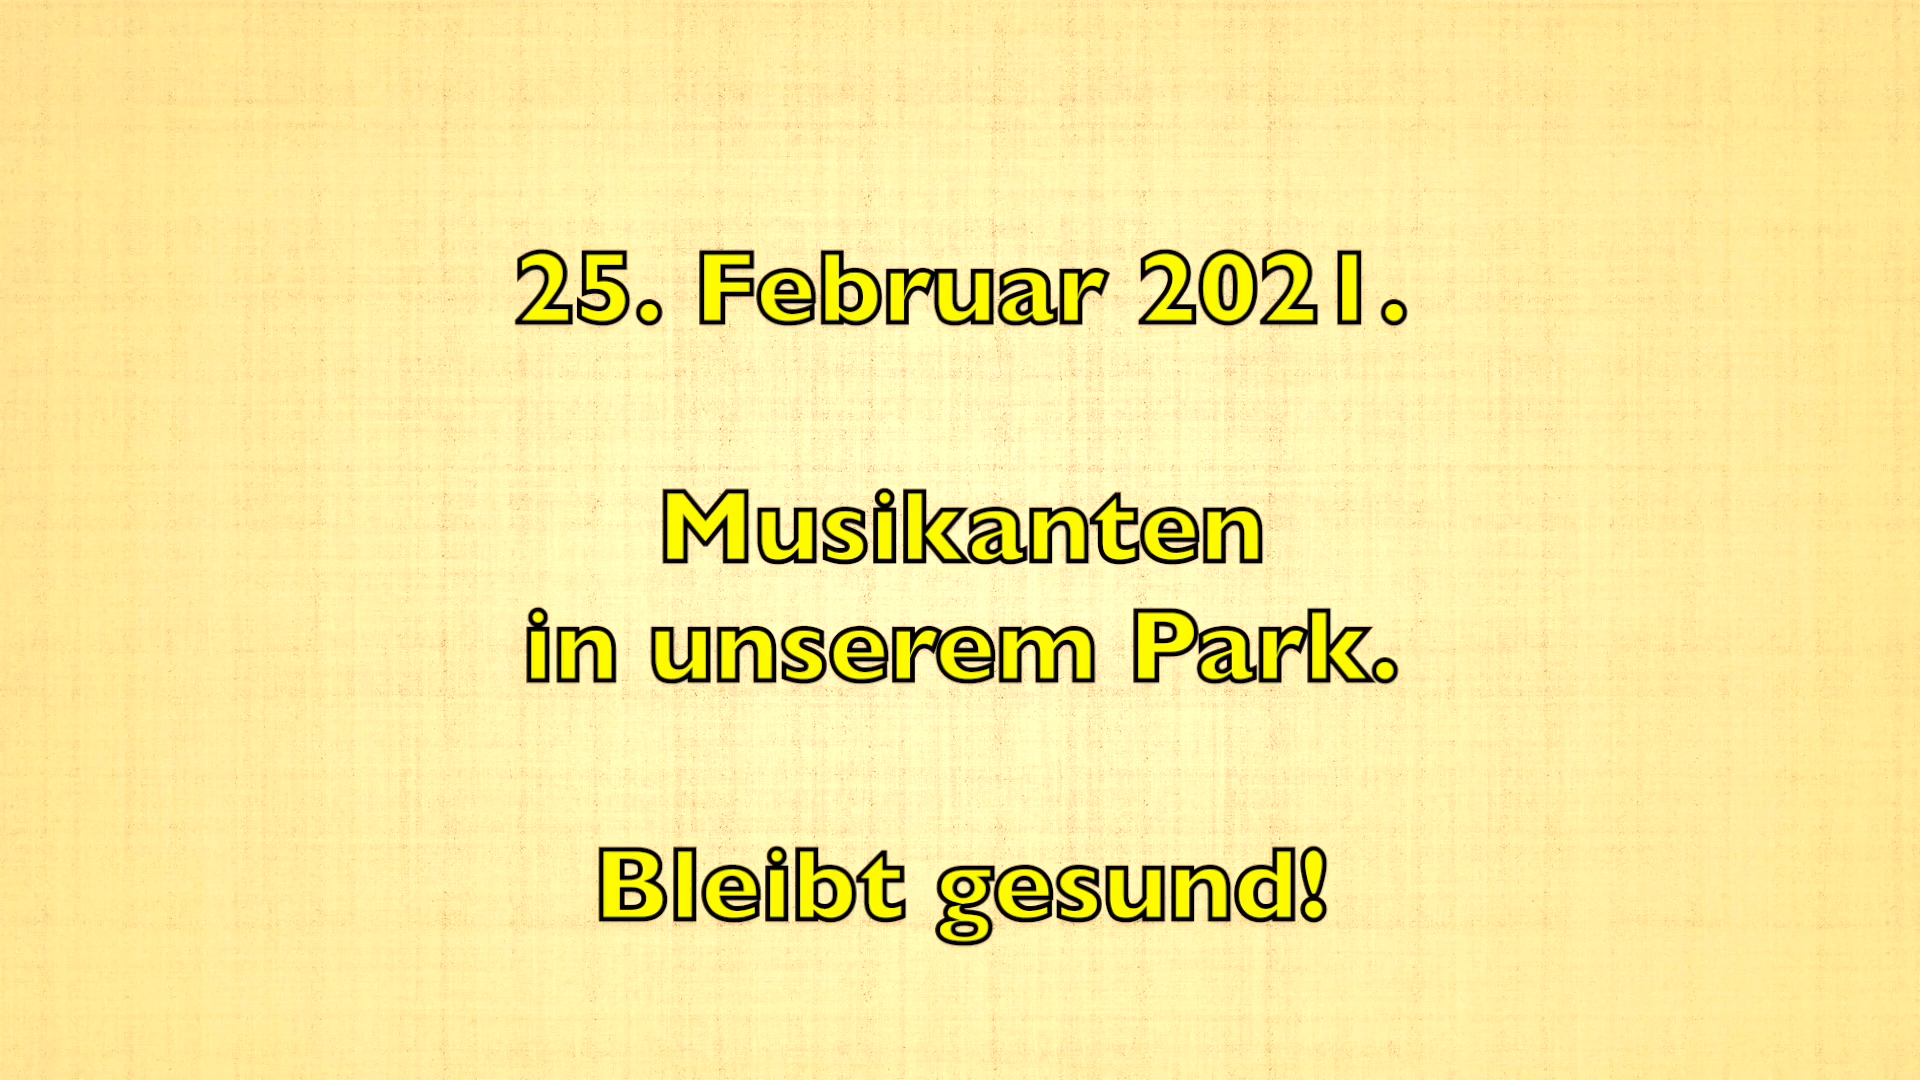 25. Februar 2021.
Musikanten
in unserem Park.
Bleibt gesund!